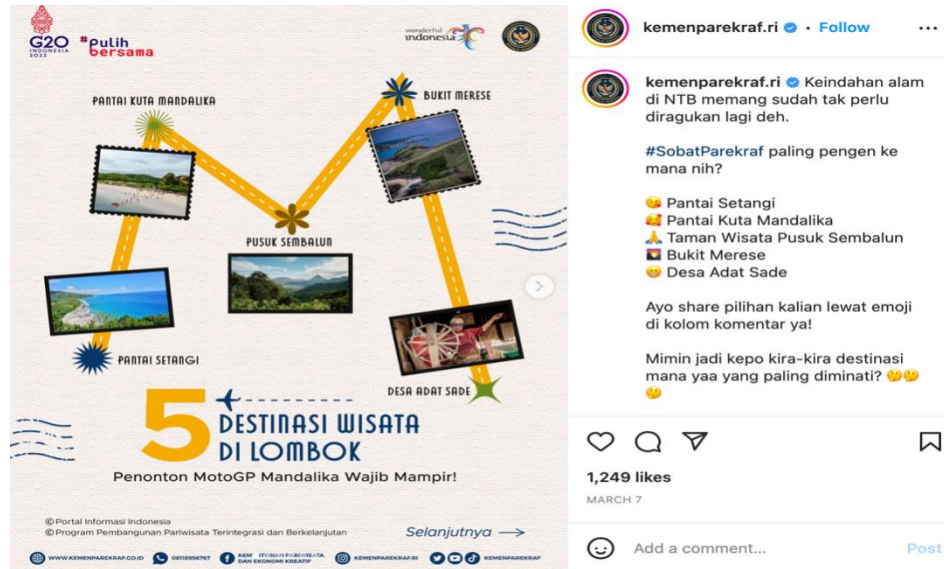 G20
INDONESIA
2022
#Pulih
bersama
wonderful
indonesia
PANTAI KUTA MANDALIKA
BUKIT MERESE
PUSUK SEMBALUN
PANTAI SETANGI
DESA ADAT SADE
5 DESTINASI WISATA
DI LOMBOK
Penonton MotoGP Mandalika Wajib Mampir!
© Portal Informasi Indonesia
© Program Pembangunan Pariwisata Terintegrasi dan Berkelanjutan
Selanjutnya
WWW.KEMENPAREKRAF.GO.ID
PARIWISATA
DAN EKONOMI KREATIF
KEMENPAREKRAF.RI
KEMENPAREKRAF
kemenparekraf.ri • Follow
kemenparekraf.ri Keindahan alam
di NTB memang sudah tak perlu
diragukan lagi deh.
#SobatParekraf paling pengen ke
mana nih?
😘 Pantai Setangi
🥰 Pantai Kuta Mandalika
🙏 Taman Wisata Pusuk Sembalun
🌄 Bukit Merese
😁 Desa Adat Sade
Ayo share pilihan kalian lewat emoji
di kolom komentar ya!
Mimin jadi kepo kira-kira destinasi
mana yaa yang paling diminati? 🤔🤔
🤔
1,249 likes
MARCH 7
Add a comment...
Post